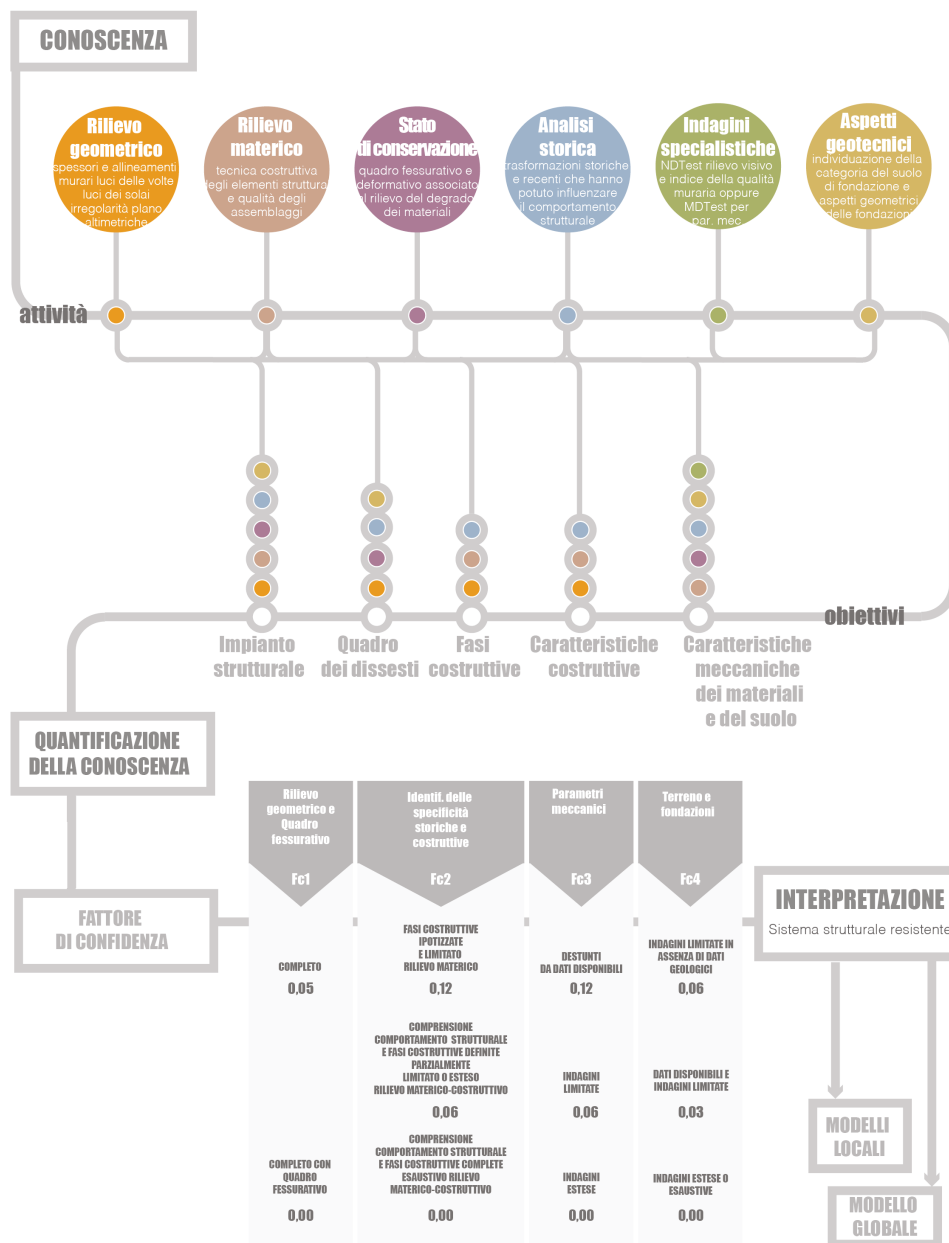 CONOSCENZA
Rilievo
geometrico
spessori e allineamenti
murari luci delle volte
luci dei solai
irregolarità plano
altimetriche
Rilievo
materico
tecnica costruttiva
degli elementi struttura
e qualità degli
assemblaggi
Stato
di conservazione
quadro fessurativo e
deformativo associato
al rilievo del degrado
dei materiali
Analisi
storica
trasformazioni storiche
e recenti che hanno
potuto influenzare
il comportamento
strutturale
Indagini
specialistiche
NDTest rilievo visivo
e indice della qualità
muraria oppure
MDTest per
par. mec
Aspetti
geotecnici
individuazione della
categoria del suolo
di fondazione e
aspetti geometrici
delle fondazioni
attività
obiettivi
Impianto
strutturale
Quadro
dei dissesti
Fasi
costruttive
Caratteristiche
costruttive
Caratteristiche
meccaniche
dei materiali
e del suolo
QUANTIFICAZIONE
DELLA CONOSCENZA
FATTORE
DI CONFIDENZA
Rilievo
geometrico e
Quadro
fessurativo
Fc1
COMPLETO
0,05
COMPLETO CON
QUADRO
FESSURATIVO
0,00
Identif. delle
specificità
storiche e
costruttive
Fc2
FASI COSTRUTTIVE
IPOTIZZATE
E LIMITATO
RILIEVO MATERICO
0,12
COMPRENSIONE
COMPORTAMENTO STRUTTURALE
E FASI COSTRUTTIVE DEFINITE
PARZIALMENTE
LIMITATO O ESTESO
RILIEVO MATERICO-COSTRUTTIVO
0,06
COMPRENSIONE
COMPORTAMENTO STRUTTURALE
E FASI COSTRUTTIVE COMPLETE
ESAUSTIVO RILIEVO
MATERICO-COSTRUTTIVO
0,00
Parametri
meccanici
Fc3
DESTUNTI
DA DATI DISPONIBILI
0,12
INDAGINI
LIMITATE
0,06
INDAGINI
ESTESE
0,00
Terreno e
fondazioni
Fc4
INDAGINI LIMITATE IN
ASSENZA DI DATI
GEOLOGICI
0,06
DATI DISPONIBILI E
INDAGINI LIMITATE
0,03
INDAGINI ESTESE O
ESAUSTIVE
0,00
INTERPRETAZIONE
Sistema strutturale resistente
MODELLI
LOCALI
MODELLO
GLOBALE